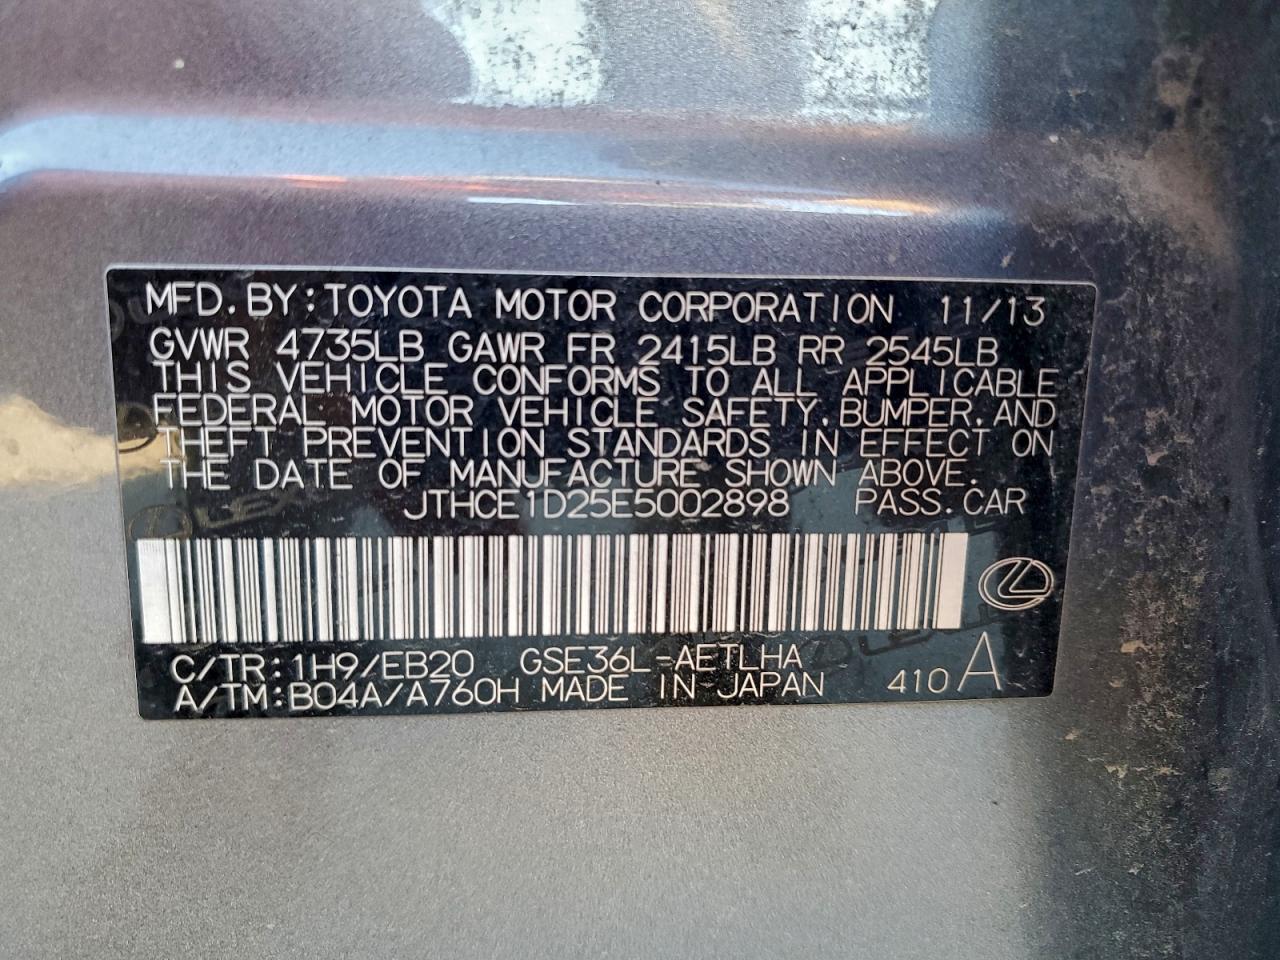 MFD. BY: TOYOTA MOTOR CORPORATION 11/13
GVWR 4735LB GAWR FR 2415LB RR 2545LB
THIS VEHICLE CONFORMS TO ALL APPLICABLE
FEDERAL MOTOR VEHICLE SAFETY, BUMPER, AND
THEFT PREVENTION STANDARDS IN EFFECT ON
THE DATE OF MANUFACTURE SHOWN ABOVE.
JTHCE1D25E5002898 PASS. CAR
C/TR: 1H9/EB20 GSE36L-AETLHA
A/TM: B04A/A760H MADE IN JAPAN 410 A